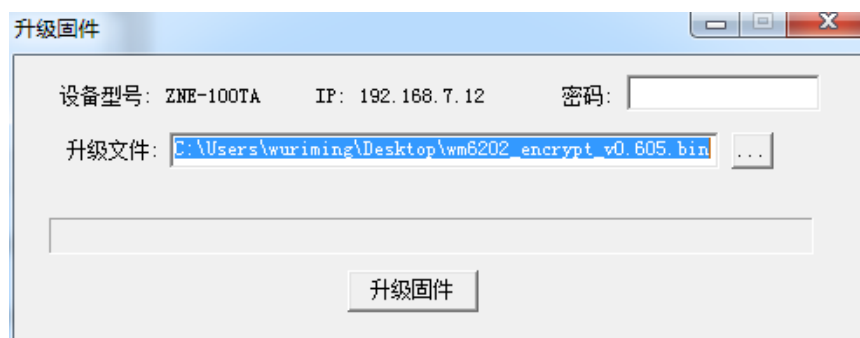 升级固件
设备型号: ZNE-100TA IP: 192.168.7.12 密码:
升级文件: C:\Users\wuriming\Desktop\wm6202_encrypt_v0.605.bin ...
升级固件